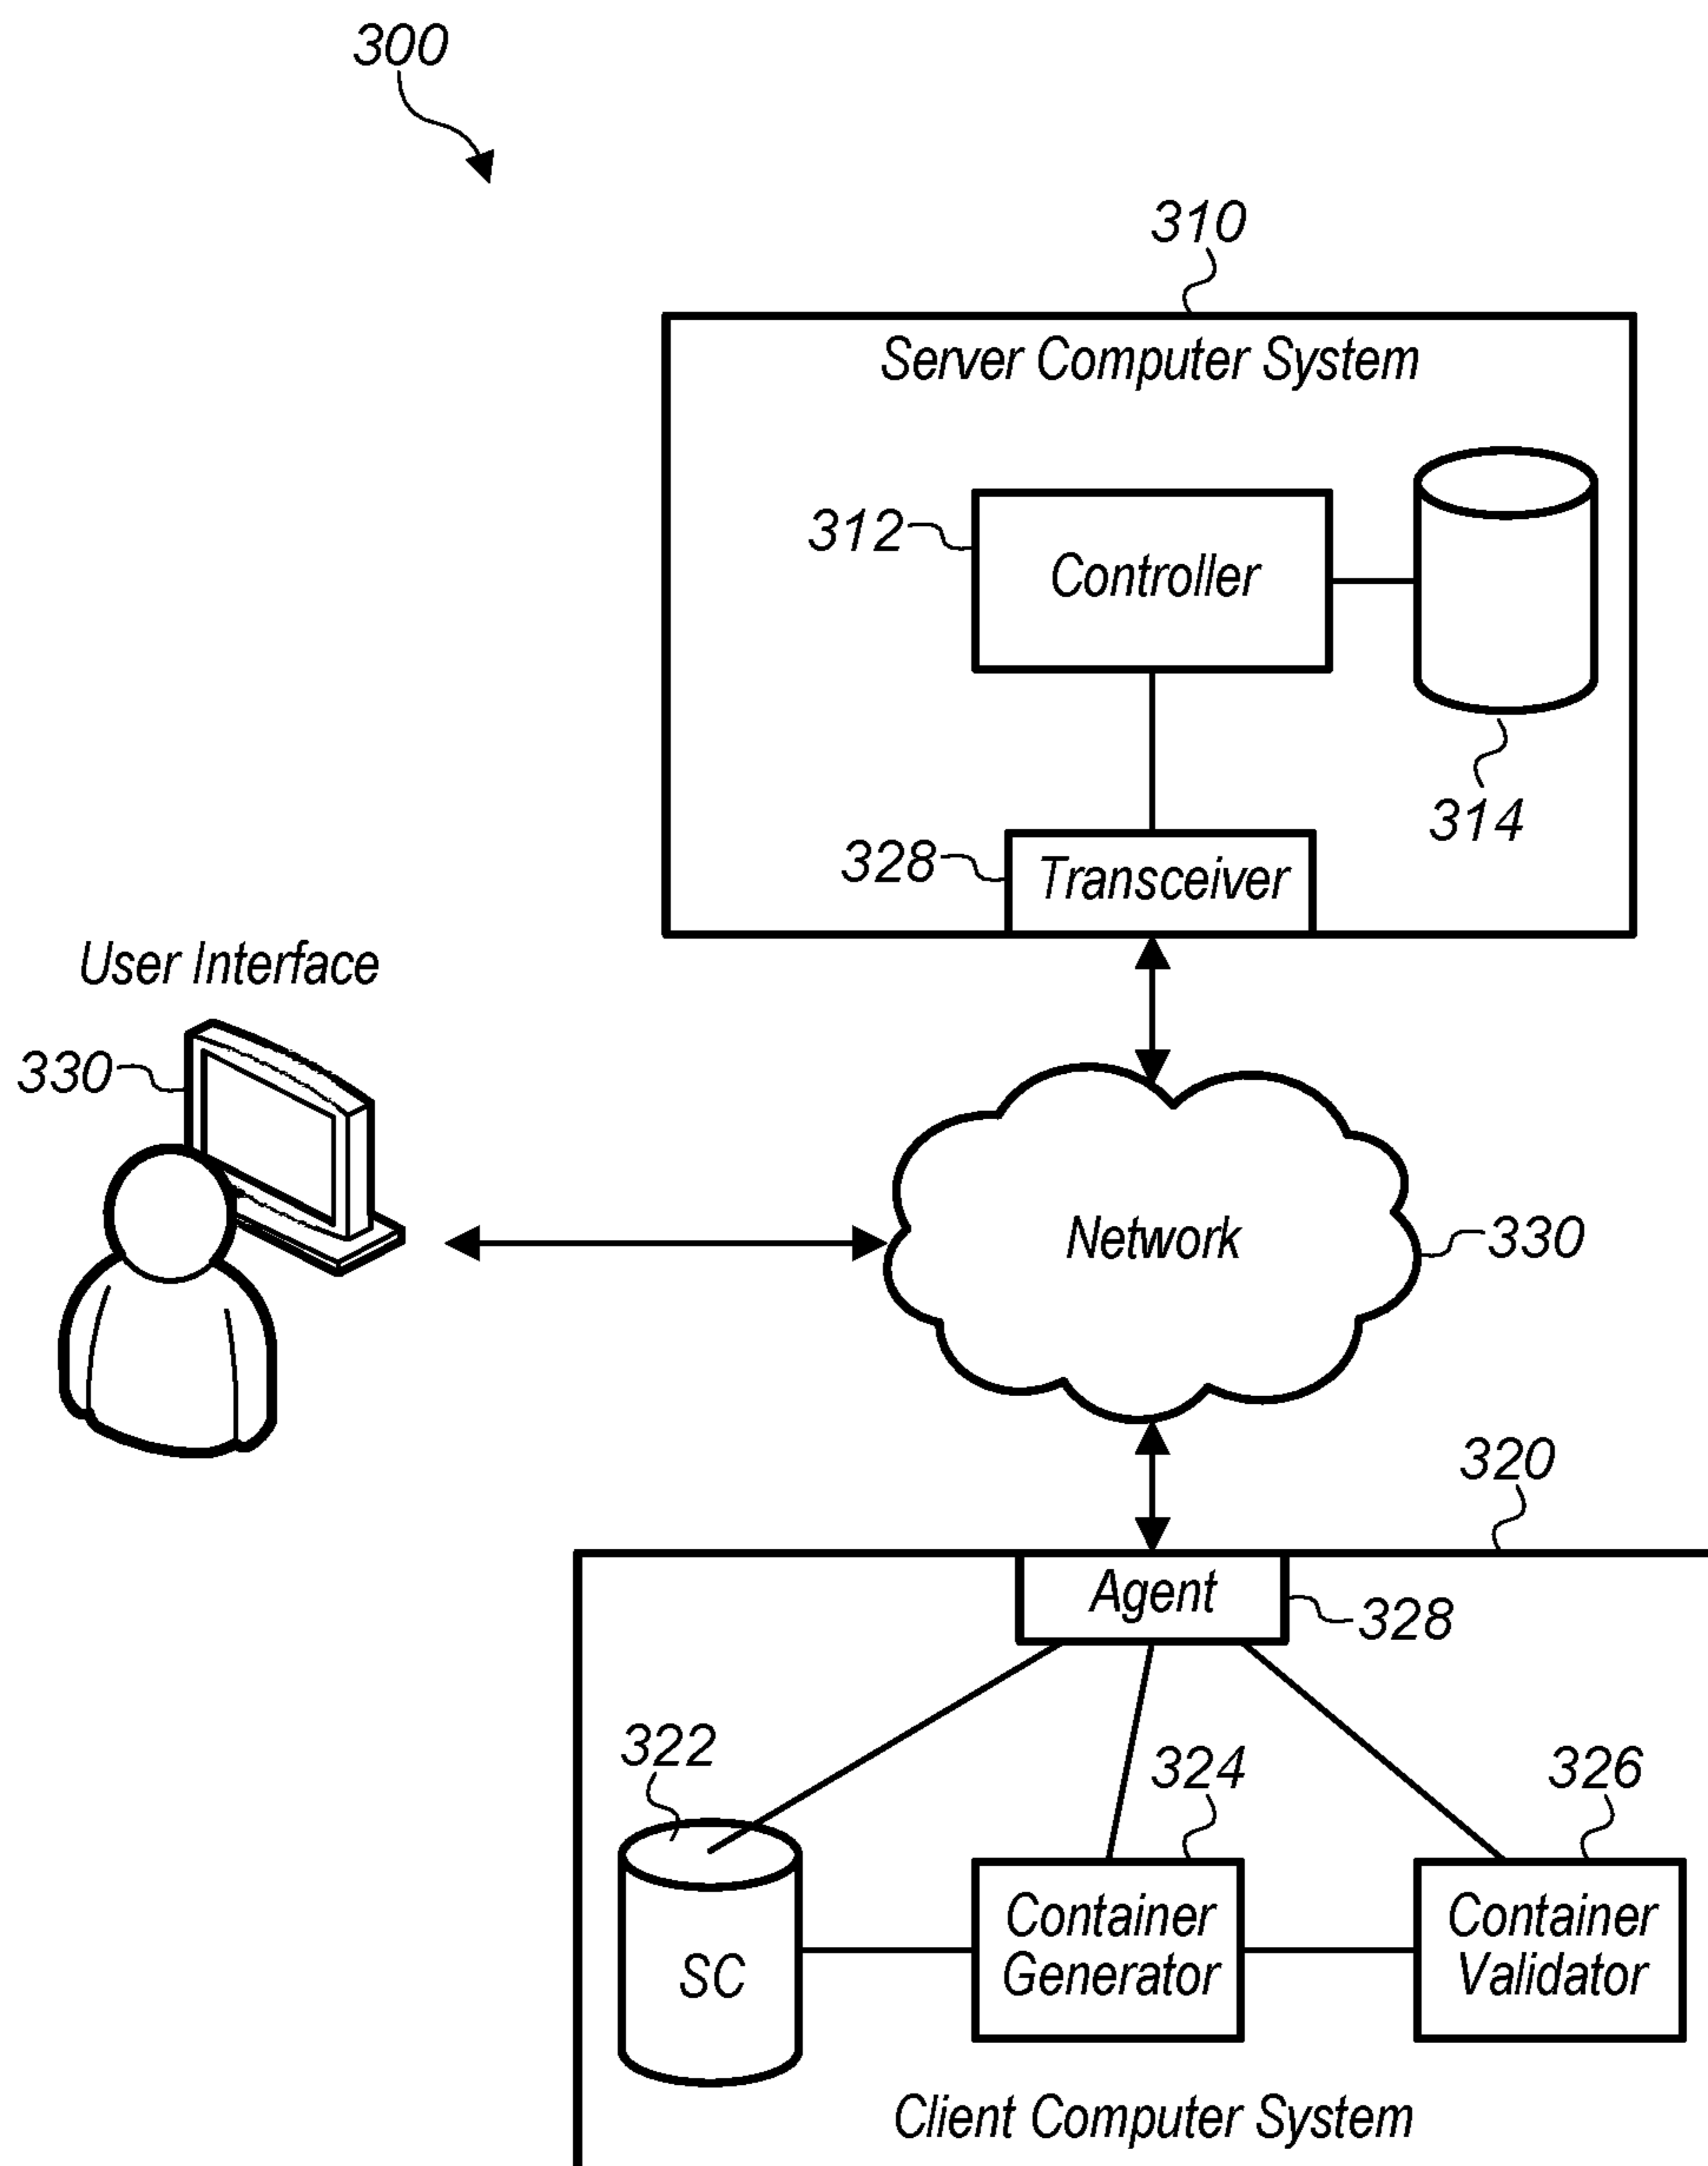 300
310
Server Computer System
312
Controller
314
328
Transceiver
User Interface
330
Network
330
320
Agent
328
322
324
326
SC
Container
Generator
Container
Validator
Client Computer System